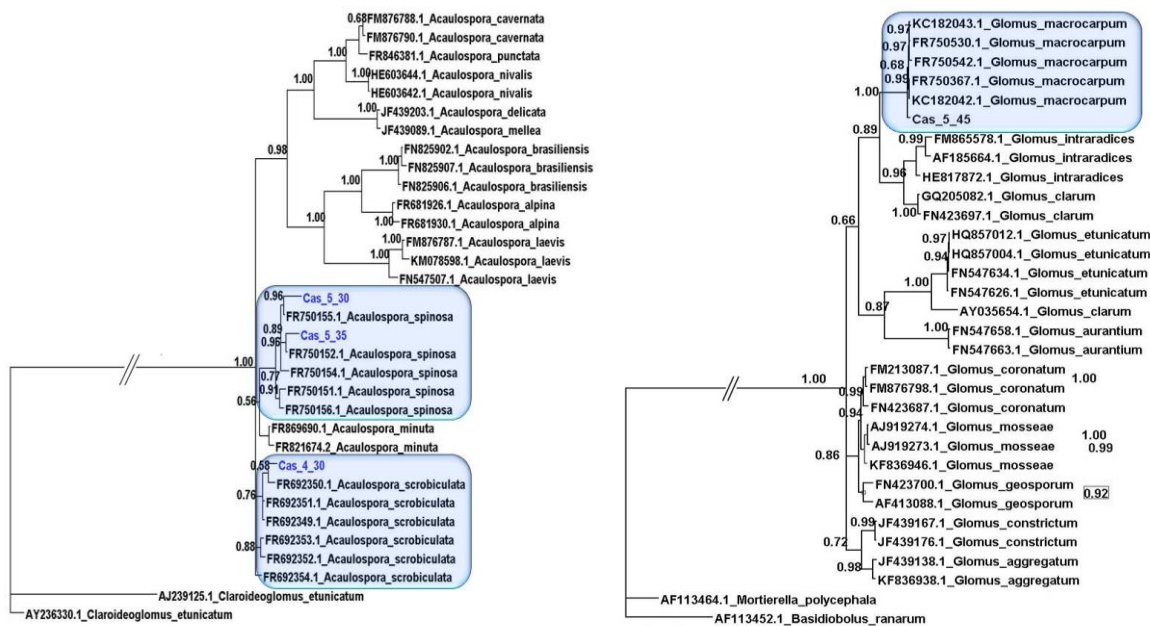 0.68
FM876788.1_Acaulospora_cavernata
FM876790.1_Acaulospora_cavernata
1.00
FR846381.1_Acaulospora_punctata
1.00
1.00
HE603644.1_Acaulospora_nivalis
HE603642.1_Acaulospora_nivalis
1.00
JF439203.1_Acaulospora_delicata
JF439089.1_Acaulospora_mellea
0.98
FN825902.1_Acaulospora_brasiliensis
1.00
FN825907.1_Acaulospora_brasiliensis
FN825906.1_Acaulospora_brasiliensis
1.00
1.00
FR681926.1_Acaulospora_alpina
FR681930.1_Acaulospora_alpina
1.00
FM876787.1_Acaulospora_laevis
1.00
KM078598.1_Acaulospora_laevis
FN547507.1_Acaulospora_laevis
0.96
Cas_5_30
FR750155.1_Acaulospora_spinosa
0.89
Cas_5_35
0.96
FR750152.1_Acaulospora_spinosa
1.00
0.77
FR750154.1_Acaulospora_spinosa
0.91
FR750151.1_Acaulospora_spinosa
0.56
FR750156.1_Acaulospora_spinosa
FR869690.1_Acaulospora_minuta
FR821674.2_Acaulospora_minuta
0.58
Cas_4_30
FR692350.1_Acaulospora_scrobiculata
0.76
FR692351.1_Acaulospora_scrobiculata
FR692349.1_Acaulospora_scrobiculata
FR692353.1_Acaulospora_scrobiculata
0.88
FR692352.1_Acaulospora_scrobiculata
FR692354.1_Acaulospora_scrobiculata
AJ239125.1_Claroideoglomus_etunicatum
AY236330.1_Claroideoglomus_etunicatum
KC182043.1_Glomus_macrocarpum
0.97
FR750530.1_Glomus_macrocarpum
0.97
FR750542.1_Glomus_macrocarpum
0.68
FR750367.1_Glomus_macrocarpum
0.99
1.00
KC182042.1_Glomus_macrocarpum
Cas_5_45
0.89
0.99
FM865578.1_Glomus_intraradices
AF185664.1_Glomus_intraradices
0.96
HE817872.1_Glomus_intraradices
GQ205082.1_Glomus_clarum
1.00
FN423697.1_Glomus_clarum
0.66
0.97
HQ857012.1_Glomus_etunicatum
0.94
HQ857004.1_Glomus_etunicatum
FN547634.1_Glomus_etunicatum
1.00
FN547626.1_Glomus_etunicatum
0.87
AY035654.1_Glomus_clarum
1.00
FN547658.1_Glomus_aurantium
FN547663.1_Glomus_aurantium
FM213087.1_Glomus_coronatum
1.00
1.00
FM876798.1_Glomus_coronatum
0.99
FN423687.1_Glomus_coronatum
0.94
AJ919274.1_Glomus_mosseae
1.00
AJ919273.1_Glomus_mosseae
0.99
0.86
KF836946.1_Glomus_mosseae
FN423700.1_Glomus_geosporum
0.92
AF413088.1_Glomus_geosporum
0.99
JF439167.1_Glomus_constrictum
0.72
JF439176.1_Glomus_constrictum
0.98
JF439138.1_Glomus_aggregatum
KF836938.1_Glomus_aggregatum
AF113464.1_Mortierella_polycephala
AF113452.1_Basidiobolus_ranarum